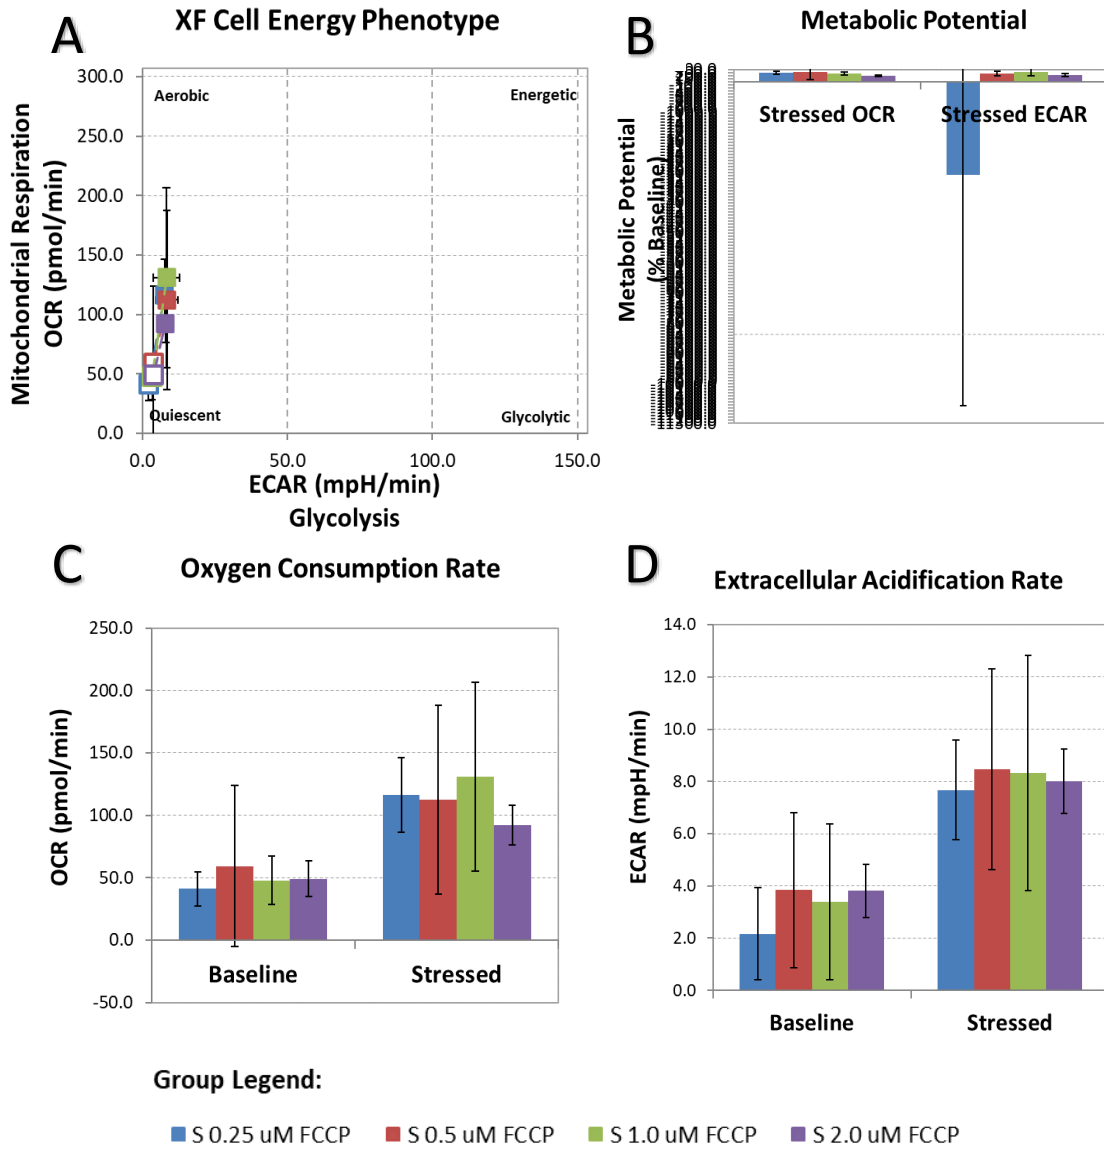 A
XF Cell Energy Phenotype
Mitochondrial Respiration
OCR (pmol/min)
300.0
250.0
200.0
150.0
100.0
50.0
0.0
Aerobic
Energetic
Quiescent
Glycolytic
0.0
50.0
100.0
150.0
ECAR (mpH/min)
Glycolysis
B
Metabolic Potential
Metabolic Potential
(% Baseline)
Stressed OCR
Stressed ECAR
C
Oxygen Consumption Rate
OCR (pmol/min)
250.0
200.0
150.0
100.0
50.0
0.0
-50.0
Baseline
Stressed
D
Extracellular Acidification Rate
ECAR (mpH/min)
14.0
12.0
10.0
8.0
6.0
4.0
2.0
0.0
Baseline
Stressed
Group Legend:
S 0.25 uM FCCP
S 0.5 uM FCCP
S 1.0 uM FCCP
S 2.0 uM FCCP